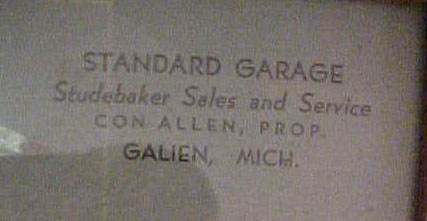 STANDARD GARAGE
Studebaker Sales and Service
CON ALLEN, PROP.
GALIEN, MICH.